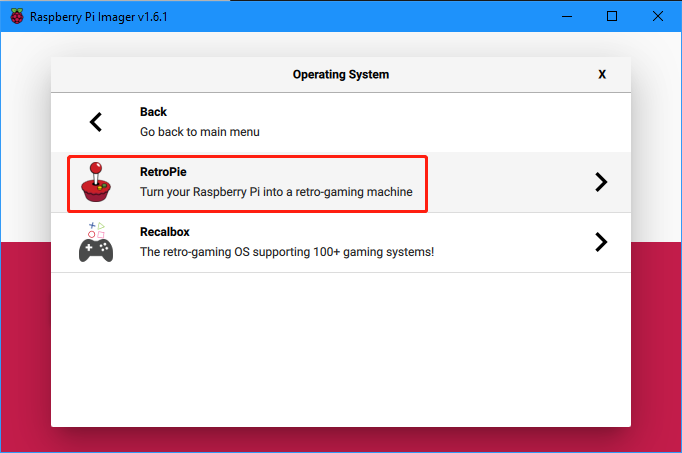 Raspberry Pi Imager v1.6.1
Operating System
X
Back
Go back to main menu
RetroPie
Turn your Raspberry Pi into a retro-gaming machine
Recalbox
The retro-gaming OS supporting 100+ gaming systems!